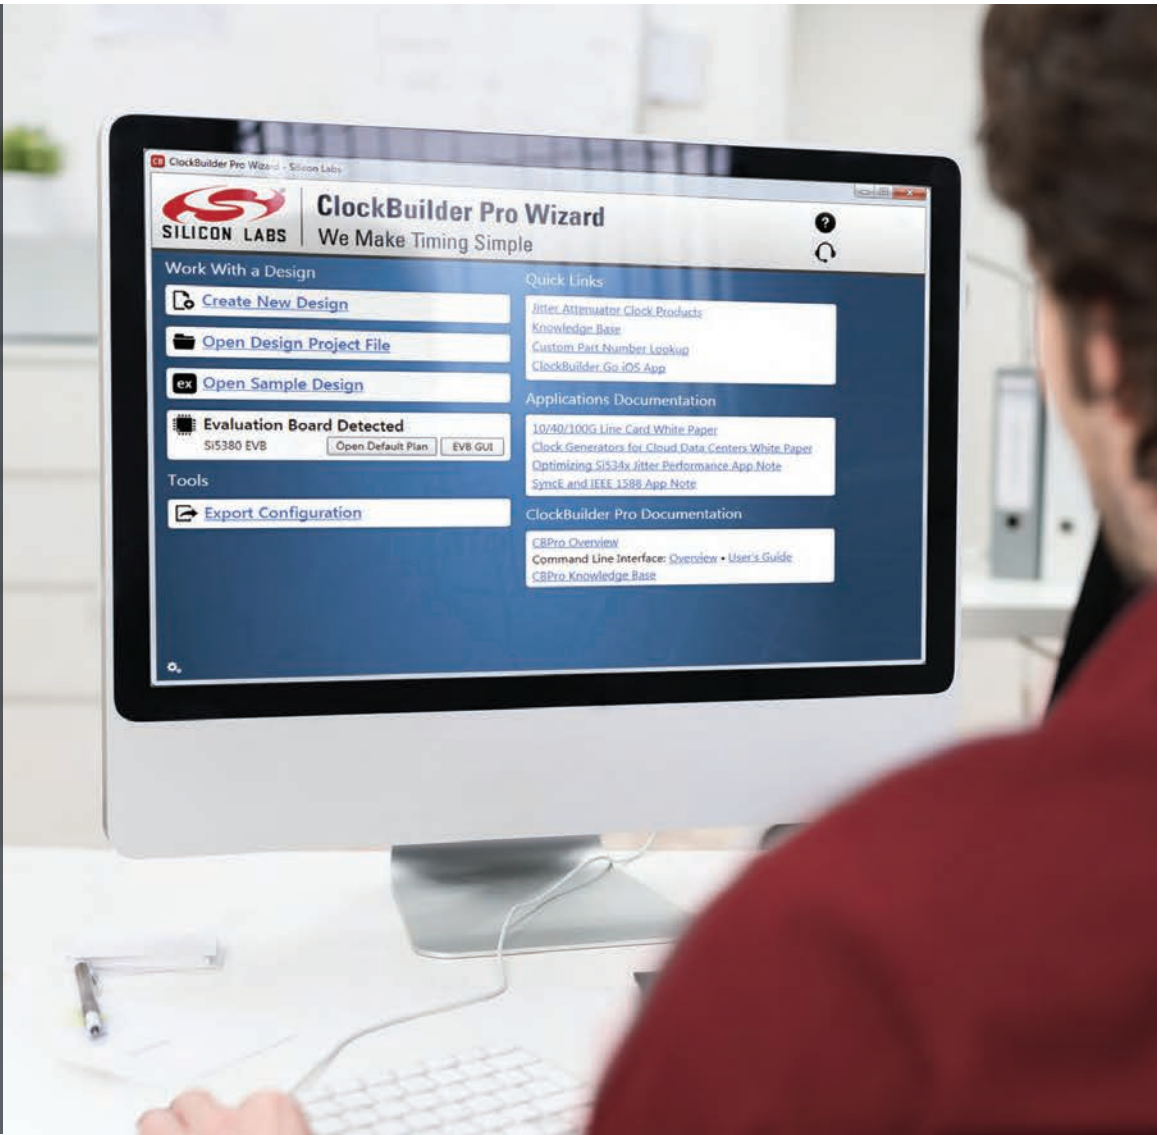 CB ClockBuilder Pro Wizard - Silicon Labs
SILICON LABS
ClockBuilder Pro Wizard
We Make Timing Simple
?
Work With a Design
Create New Design
Open Design Project File
ex Open Sample Design
Evaluation Board Detected
Si5380 EVB Open Default Plan EVB GUI
Tools
Export Configuration
Quick Links
Jitter Attenuator Clock Products
Knowledge Base
Custom Part Number Lookup
ClockBuilder Go iOS App
Applications Documentation
10/40/100G Line Card White Paper
Clock Generators for Cloud Data Centers White Paper
Optimizing Si534x Jitter Performance App Note
SyncE and IEEE 1588 App Note
ClockBuilder Pro Documentation
CBPro Overview
Command Line Interface: Overview • User's Guide
CBPro Knowledge Base